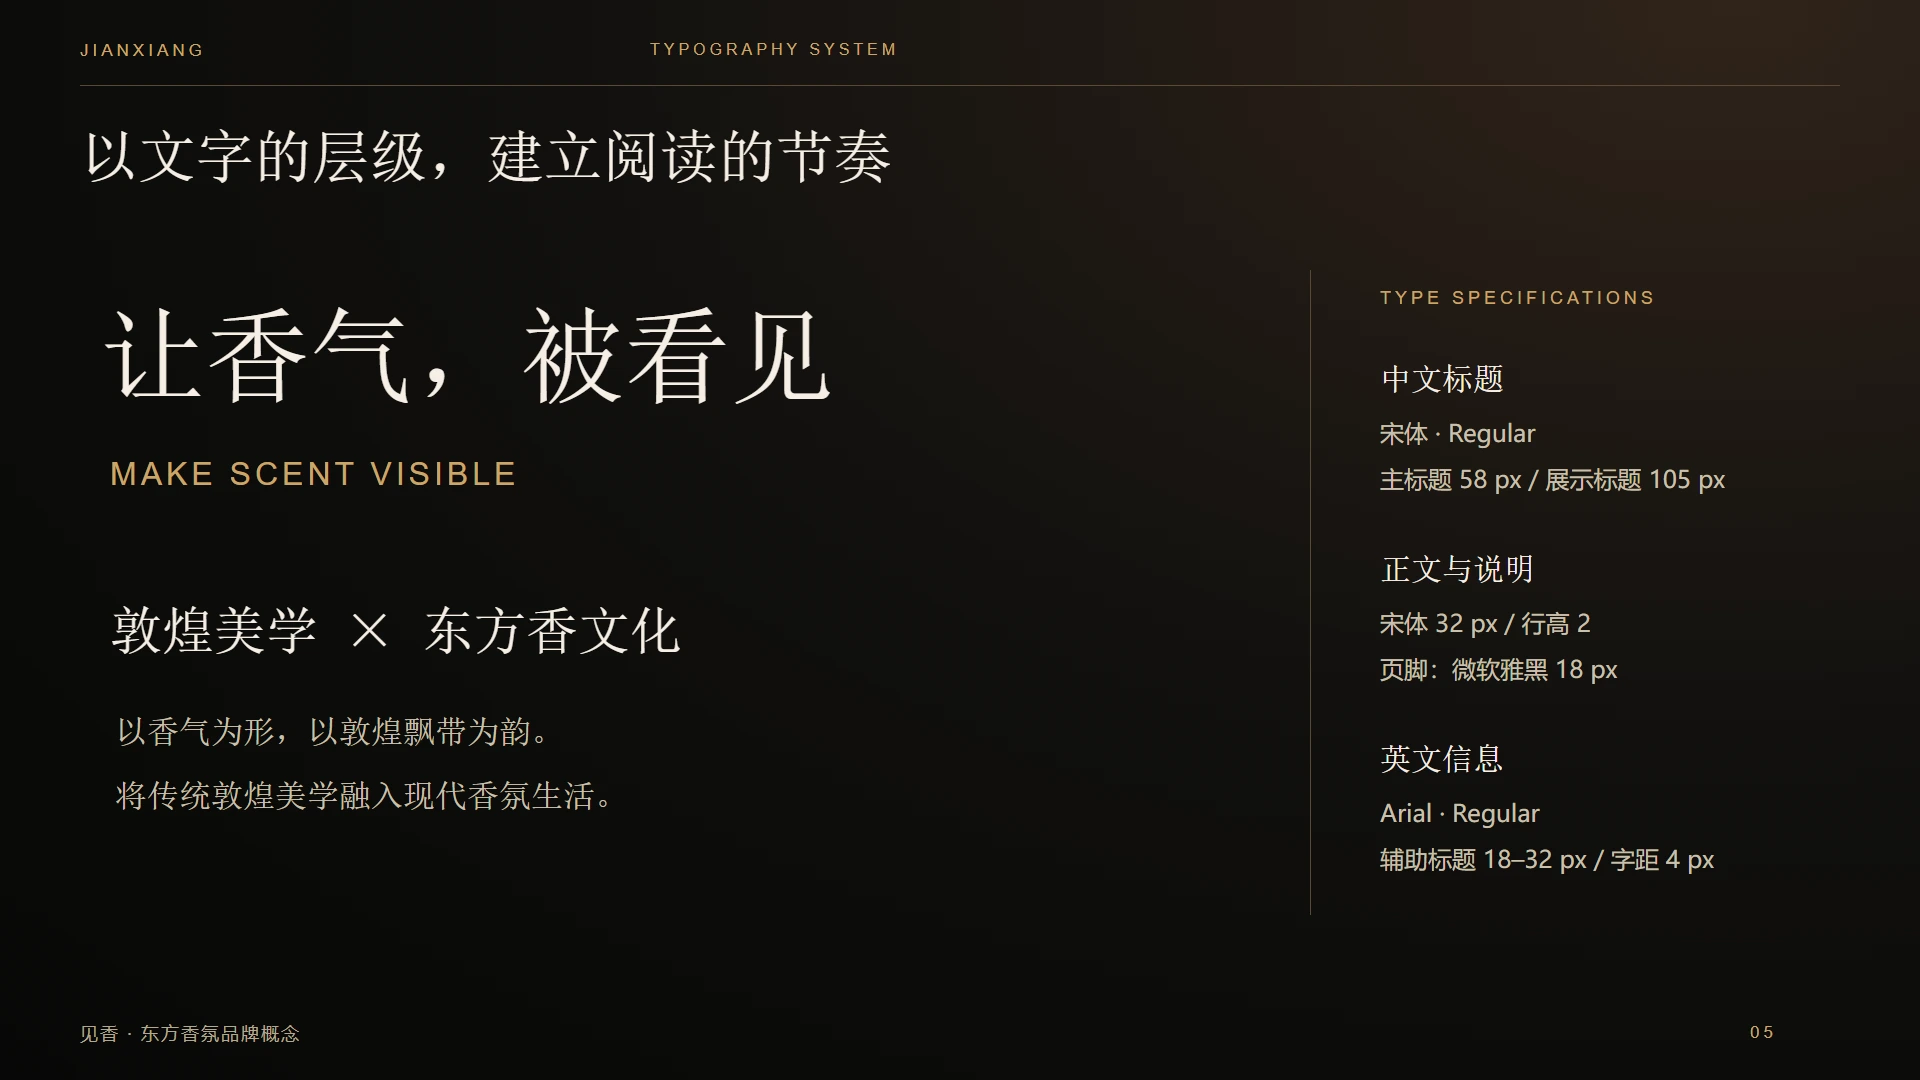 JIANXIANG
TYPOGRAPHY SYSTEM
以文字的层级，建立阅读的节奏
让香气，被看见
MAKE SCENT VISIBLE
敦煌美学 × 东方香文化
以香气为形，以敦煌飘带为韵。
将传统敦煌美学融入现代香氛生活。
TYPE SPECIFICATIONS
中文标题
宋体 · Regular
主标题 58 px / 展示标题 105 px
正文与说明
宋体 32 px / 行高 2
页脚：微软雅黑 18 px
英文信息
Arial · Regular
辅助标题 18–32 px / 字距 4 px
见香 · 东方香氛品牌概念
05